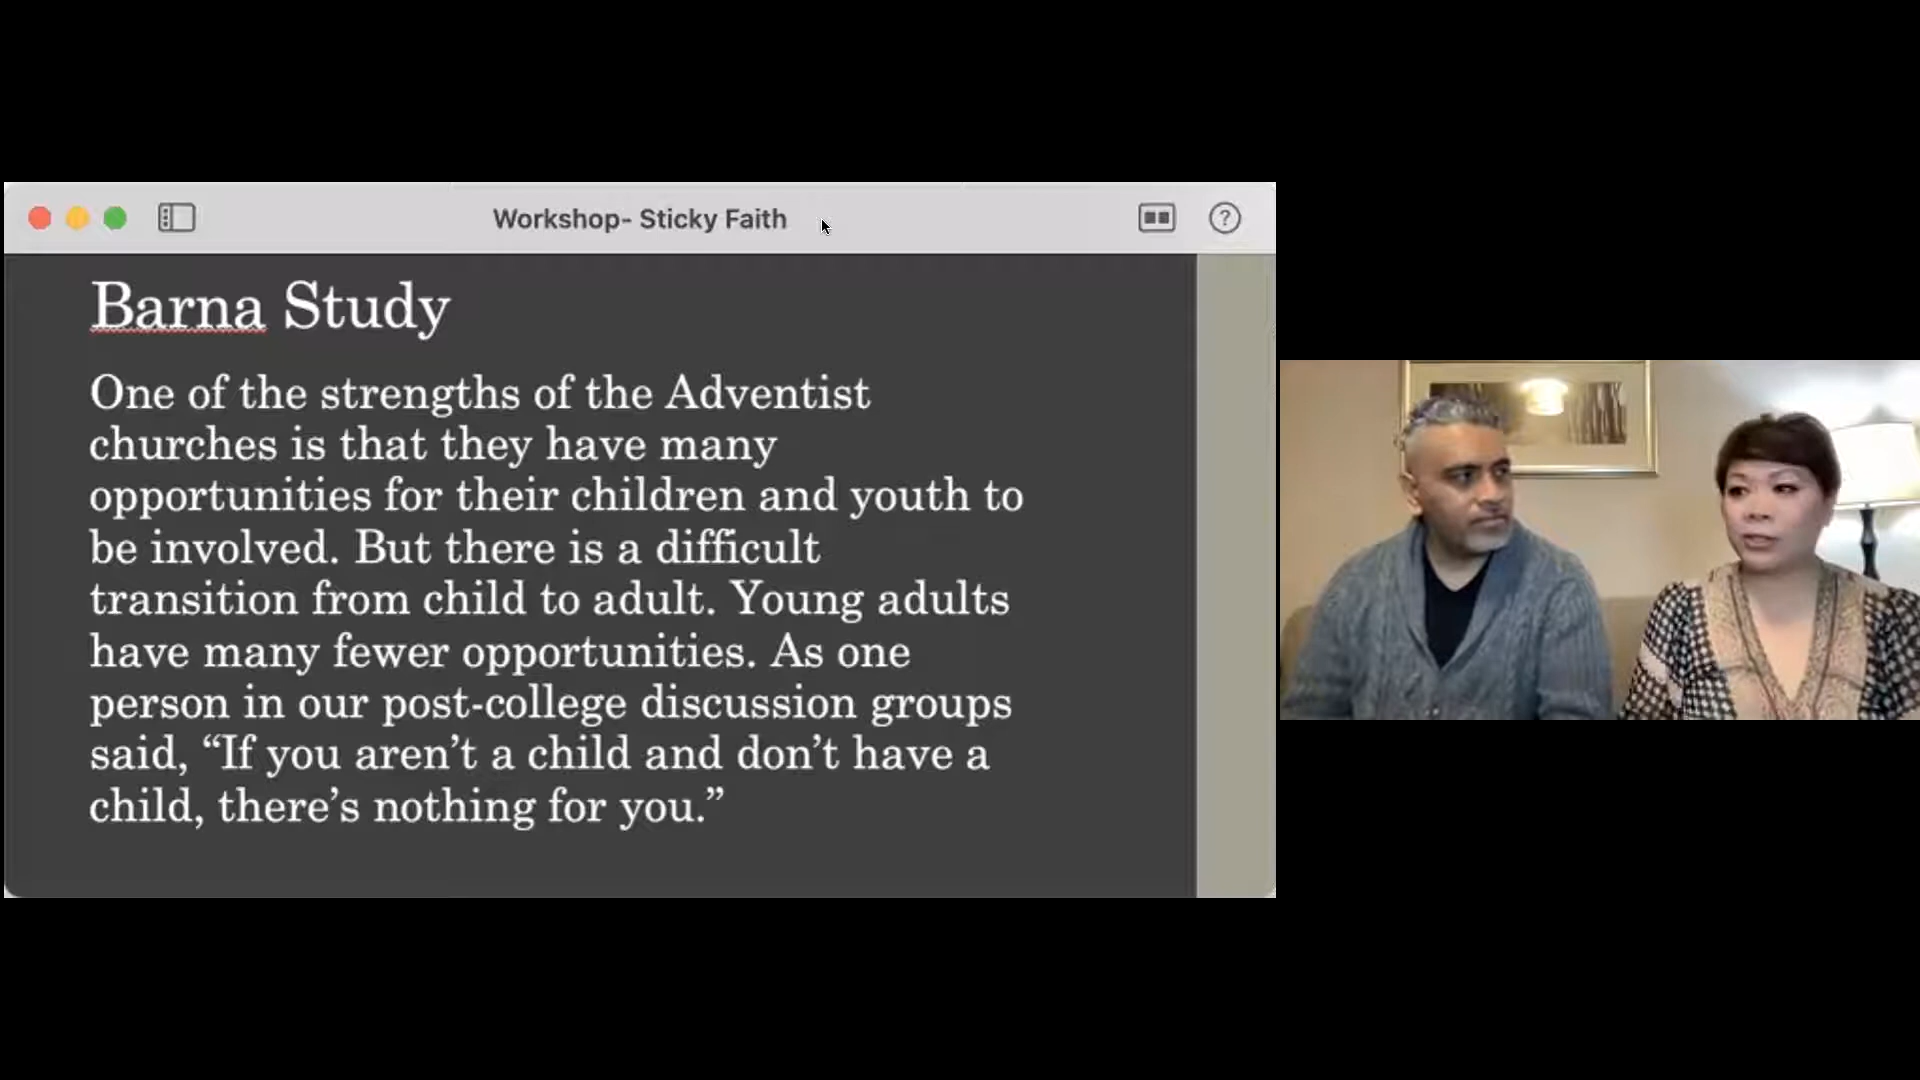 Workshop- Sticky Faith
Barna Study
One of the strengths of the Adventist
churches is that they have many
opportunities for their children and youth to
be involved. But there is a difficult
transition from child to adult. Young adults
have many fewer opportunities. As one
person in our post-college discussion groups
said, “If you aren’t a child and don’t have a
child, there’s nothing for you.”